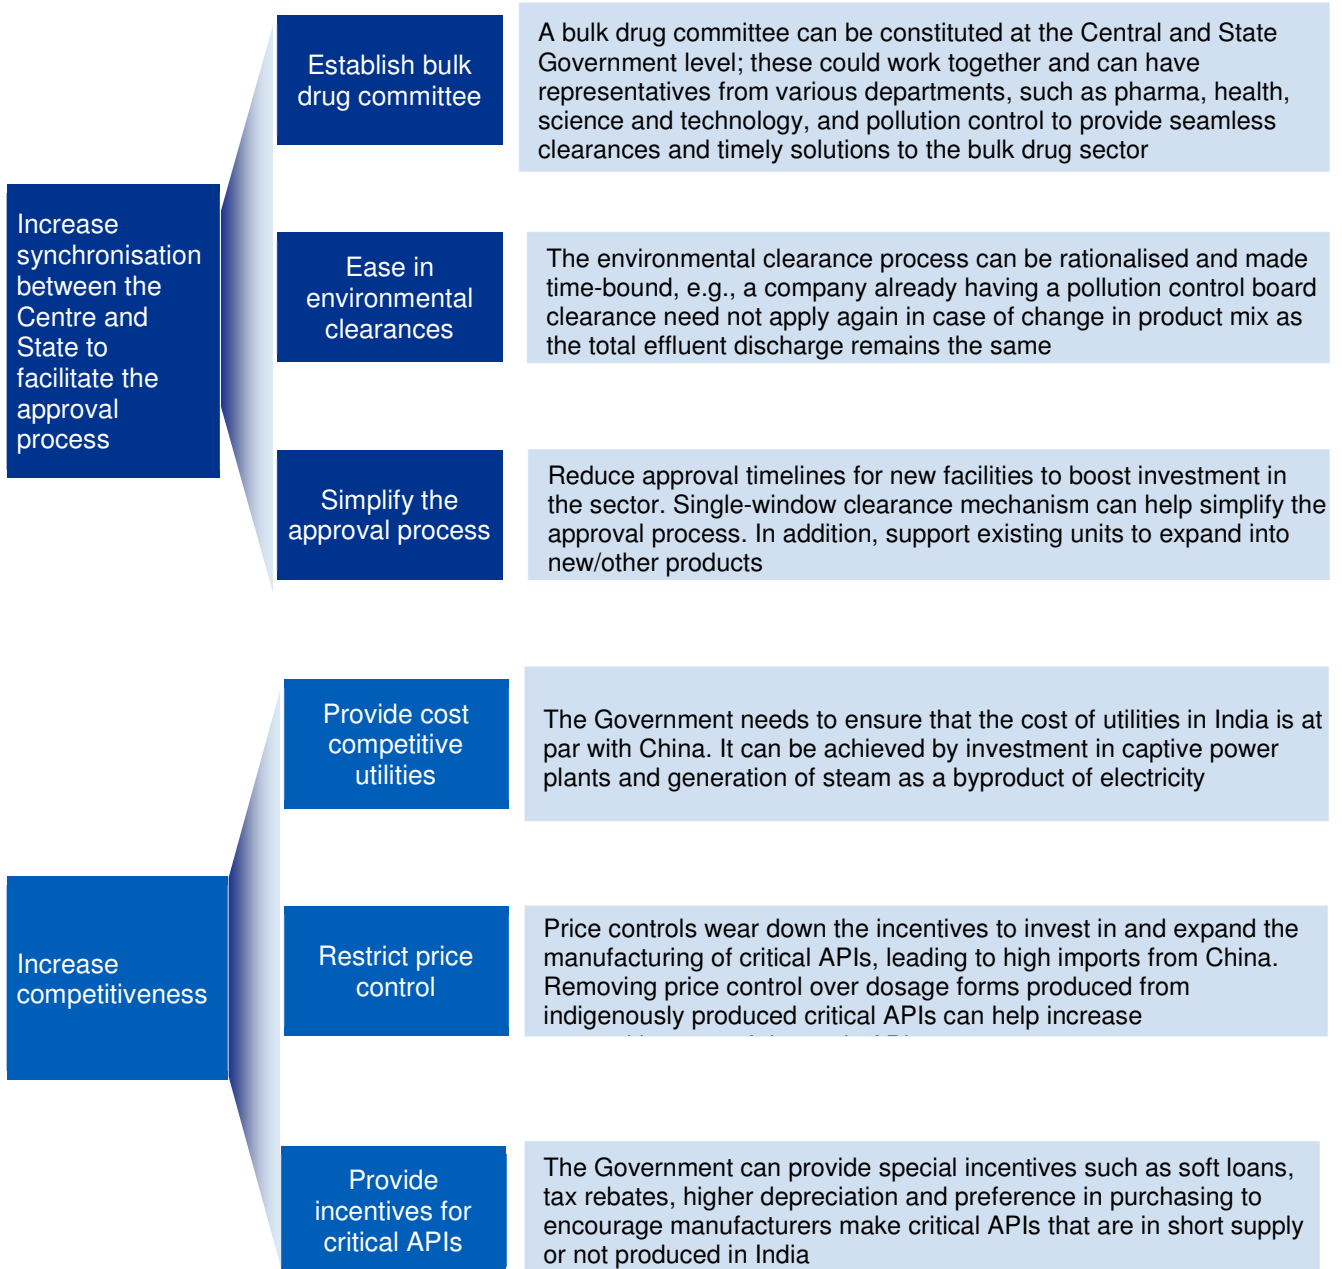 Increase
synchronisation
between the
Centre and
State to
facilitate the
approval
process
Establish bulk
drug committee
A bulk drug committee can be constituted at the Central and State
Government level; these could work together and can have
representatives from various departments, such as pharma, health,
science and technology, and pollution control to provide seamless
clearances and timely solutions to the bulk drug sector
Ease in
environmental
clearances
The environmental clearance process can be rationalised and made
time-bound, e.g., a company already having a pollution control board
clearance need not apply again in case of change in product mix as
the total effluent discharge remains the same
Simplify the
approval process
Reduce approval timelines for new facilities to boost investment in
the sector. Single-window clearance mechanism can help simplify the
approval process. In addition, support existing units to expand into
new/other products
Increase
competitiveness
Provide cost
competitive
utilities
The Government needs to ensure that the cost of utilities in India is at
par with China. It can be achieved by investment in captive power
plants and generation of steam as a byproduct of electricity
Restrict price
control
Price controls wear down the incentives to invest in and expand the
manufacturing of critical APIs, leading to high imports from China.
Removing price control over dosage forms produced from
indigenously produced critical APIs can help increase
Provide
incentives for
critical APIs
The Government can provide special incentives such as soft loans,
tax rebates, higher depreciation and preference in purchasing to
encourage manufacturers make critical APIs that are in short supply
or not produced in India